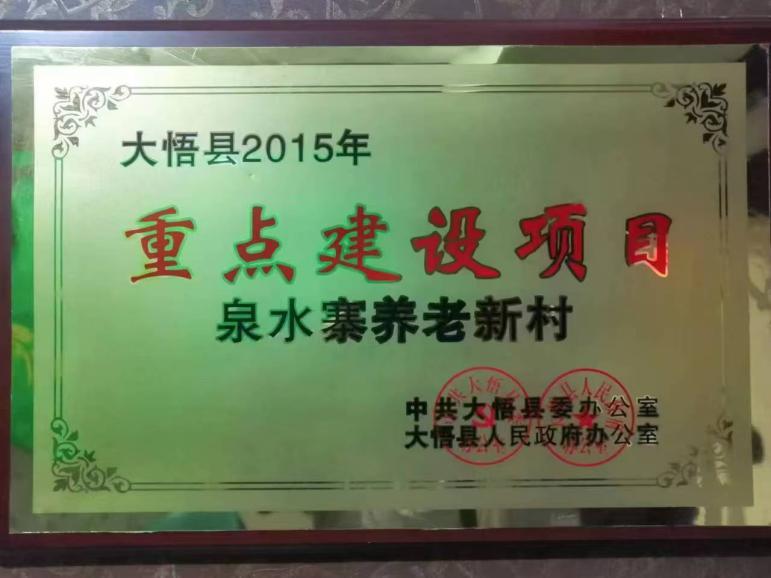 大悟县2015年
重点建设项目
泉水寨养老新村
中共大悟县委办公室
大悟县人民政府办公室